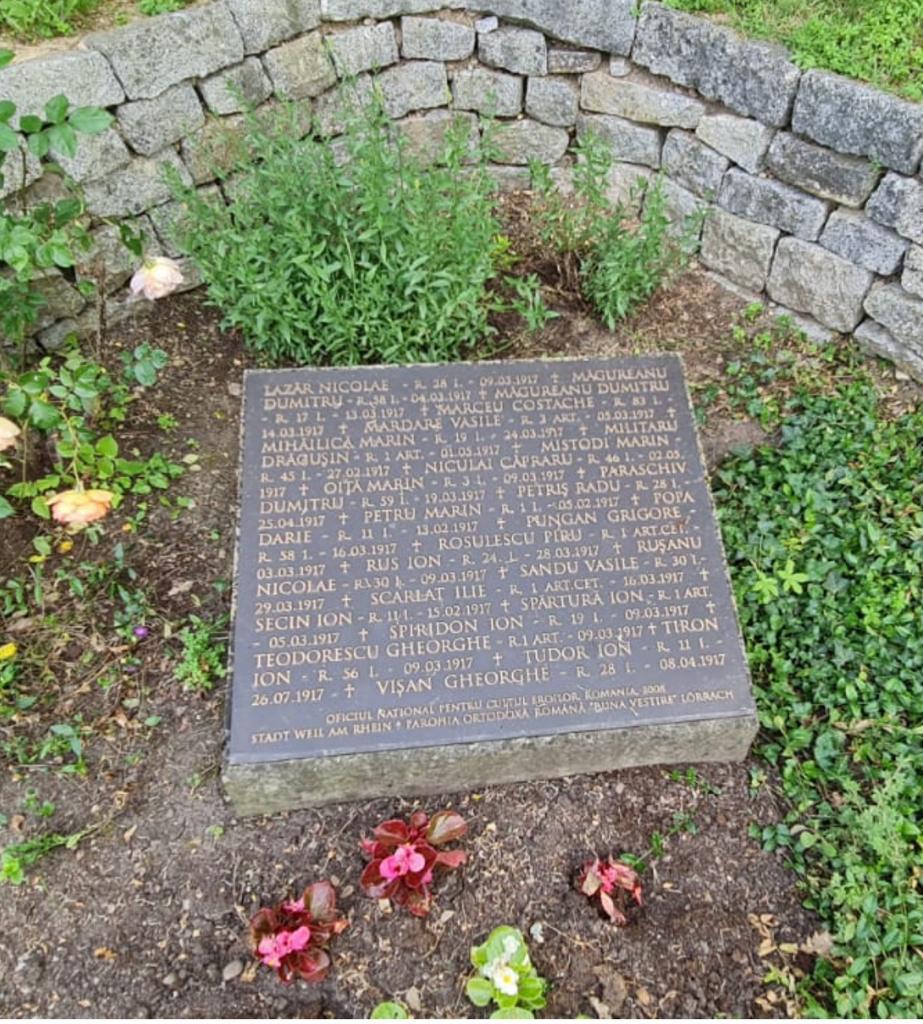 LAZĂR NICOLAE - R. 28 I. - 09.03.1917 ✝ MĂGUREANU
DUMITRU - R. 38 I. - 04.03.1917 ✝ MĂGUREANU DUMITRU
- R. 17 I. - 13.03.1917 ✝ MARCEU COSTACHE - R. 83 I. -
14.03.1917 ✝ MARDARE VASILE - R. 3 ART. - 05.03.1917 ✝
MIHĂILICĂ MARIN - R. 19 I. - 24.03.1917 ✝ MILITARU
DRĂGUȘIN - R. 1 ART. - 01.05.1917 ✝ MISTODI MARIN -
R. 45 I. - 27.02.1917 ✝ NICULAI CĂPRARU - R. 46 I. - 02.05.
1917 ✝ OIȚĂ MARIN - R. 3 I. - 09.03.1917 ✝ PARASCHIV
DUMITRU - R. 59 I. - 19.03.1917 ✝ PETRIȘ RADU - R. 28 I. -
25.04.1917 ✝ PETRU MARIN - R. 1 I. - 05.02.1917 ✝ POPA
DARIE - R. 11 I. - 13.02.1917 ✝ PUNGAN GRIGORE -
R. 58 I. - 16.03.1917 ✝ ROSULESCU PIRU - R. 1 ART.CET. -
03.03.1917 ✝ RUS ION - R. 24. I. - 28.03.1917 ✝ RUȘANU
NICOLAE - R. 30 I. - 09.03.1917 ✝ SANDU VASILE - R. 30 I. -
29.03.1917 ✝ SCARLAT ILIE - R. 1 ART.CET. - 16.03.1917 ✝
SECIN ION - R. 11 I. - 15.02.1917 ✝ SPĂRTURĂ ION - R. 1 ART.
- 05.03.1917 ✝ SPIRIDON ION - R. 19 I. - 09.03.1917 ✝
TEODORESCU GHEORGHE - R. 1 ART. - 09.03.1917 ✝ TIRON
ION - R. 56 I. - 09.03.1917 ✝ TUDOR ION - R. 11 I. -
26.07.1917 - ✝ VIȘAN GHEORGHE - R. 28 I. - 08.04.1917
OFICIUL NAȚIONAL PENTRU CULTUL EROILOR, ROMANIA, 2008
STADT WEIL AM RHEIN ✝ PAROHIA ORTODOXĂ ROMÂNĂ "BUNA VESTIRE" LÖRRACH